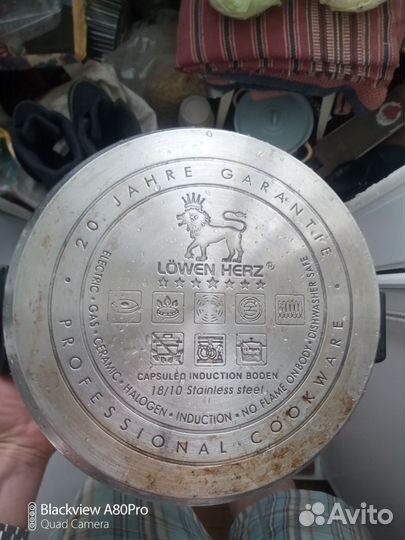 20 JAHRE GARANTIE
PROFESSIONAL COOKWARE
ELECTRIC • GAS • CERAMIC • HALOGEN • INDUCTION • NO FLAME ON BODY • DISHWASHER SAFE
LÖWEN HERZ ®
CAPSULED INDUCTION BODEN
18/10 Stainless steel
Blackview A80Pro
Quad Camera
Avito